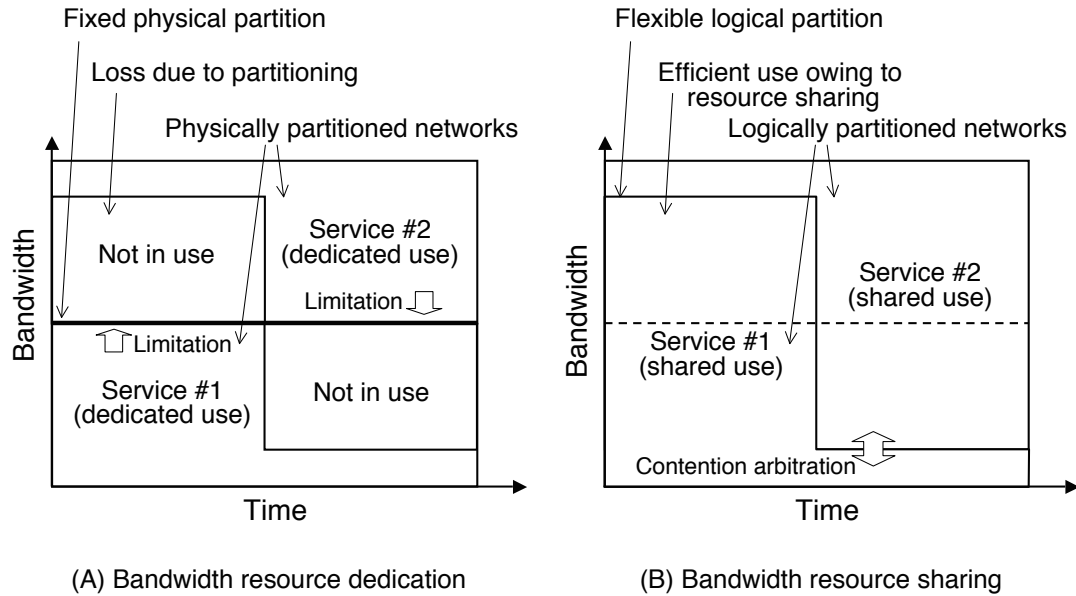 Fixed physical partition
Loss due to partitioning
Physically partitioned networks
Not in use
Service #2
(dedicated use)
Limitation
Limitation
Service #1
(dedicated use)
Not in use
Bandwidth
Time
(A) Bandwidth resource dedication
Flexible logical partition
Efficient use owing to
resource sharing
Logically partitioned networks
Service #2
(shared use)
Service #1
(shared use)
Contention arbitration
Bandwidth
Time
(B) Bandwidth resource sharing